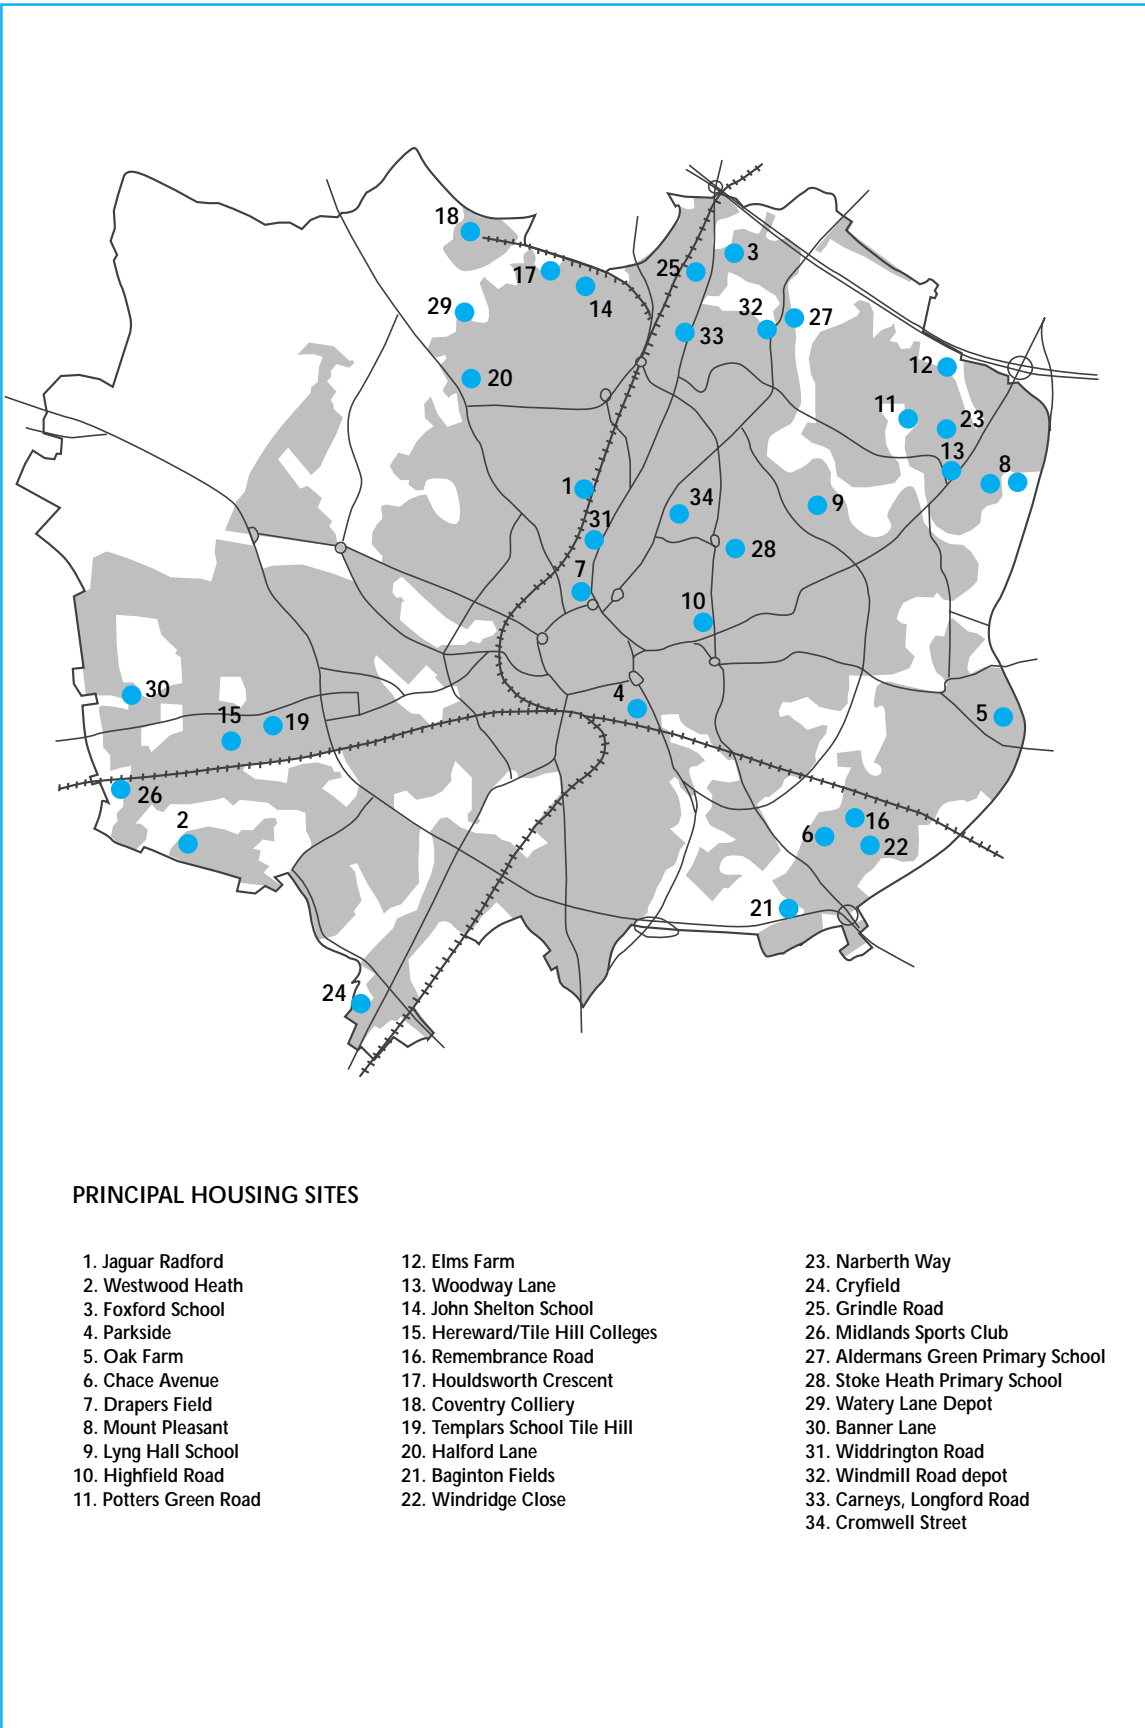 18
3
17
25
14
29
32
27
33
12
20
11
23
13
8
1
34
9
31
28
7
10
30
4
15
19
5
26
2
16
6
22
21
24
PRINCIPAL HOUSING SITES
1. Jaguar Radford
2. Westwood Heath
3. Foxford School
4. Parkside
5. Oak Farm
6. Chace Avenue
7. Drapers Field
8. Mount Pleasant
9. Lyng Hall School
10. Highfield Road
11. Potters Green Road
12. Elms Farm
13. Woodway Lane
14. John Shelton School
15. Hereward/Tile Hill Colleges
16. Remembrance Road
17. Houldsworth Crescent
18. Coventry Colliery
19. Templars School Tile Hill
20. Halford Lane
21. Baginton Fields
22. Windridge Close
23. Narberth Way
24. Cryfield
25. Grindle Road
26. Midlands Sports Club
27. Aldermans Green Primary School
28. Stoke Heath Primary School
29. Watery Lane Depot
30. Banner Lane
31. Widdrington Road
32. Windmill Road depot
33. Carneys, Longford Road
34. Cromwell Street